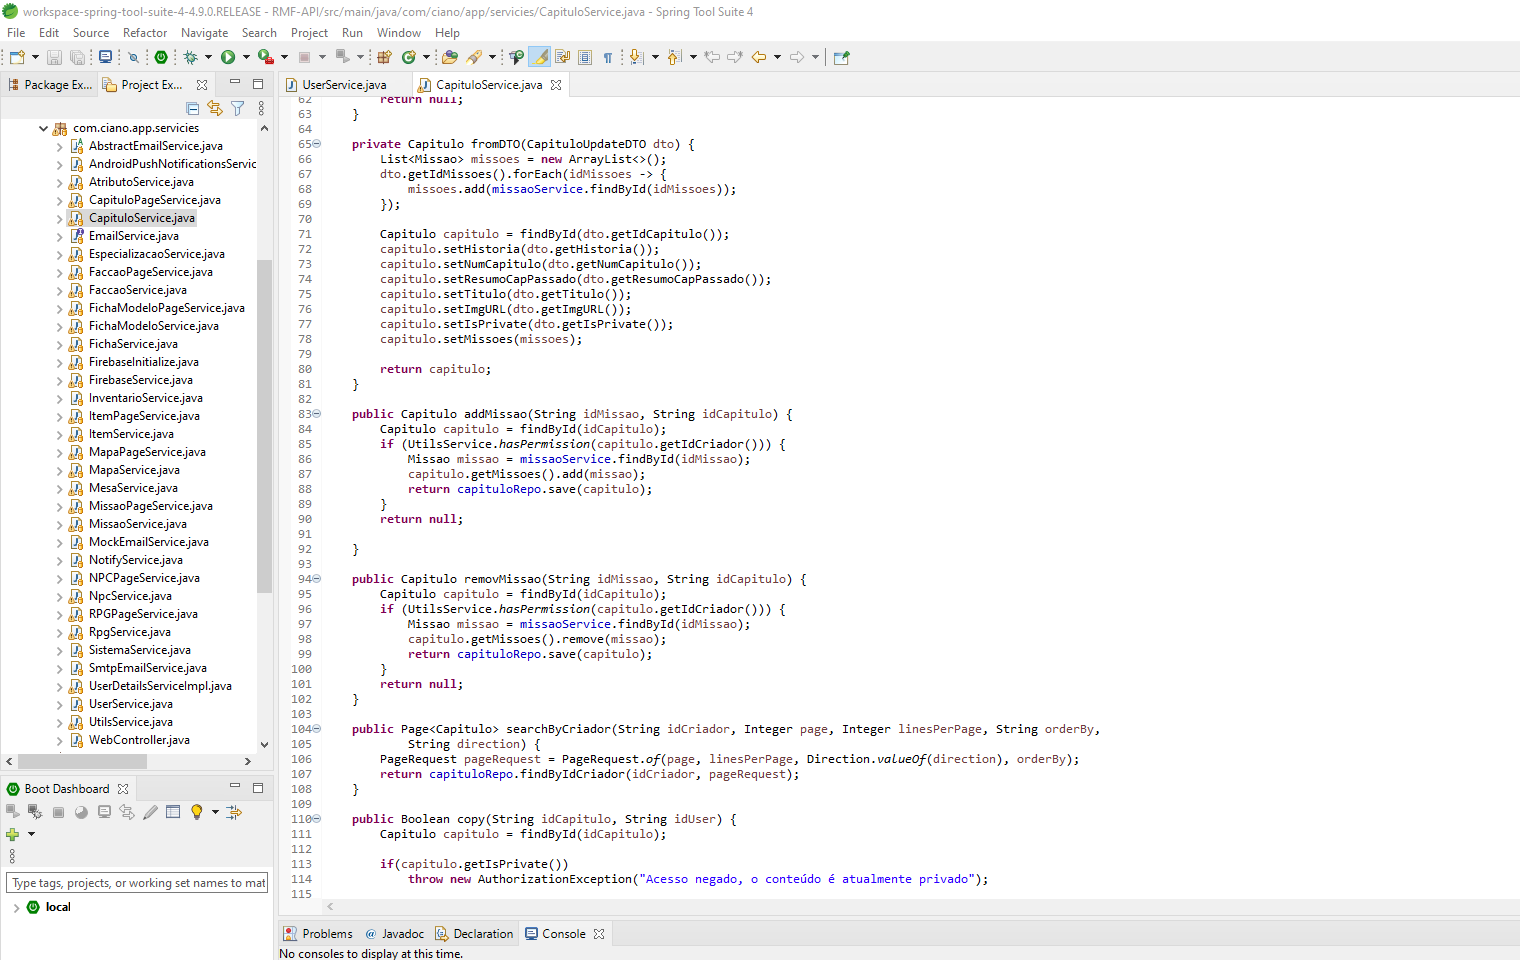 workspace-spring-tool-suite-4-4.9.0.RELEASE - RMF-API/src/main/java/com/ciano/app/servicies/CapituloService.java - Spring Tool Suite 4
File Edit Source Refactor Navigate Search Project Run Window Help
Package Ex... Project Ex...
com.ciano.app.servicies
AbstractEmailService.java
AndroidPushNotificationsServic
AtributoService.java
CapituloPageService.java
CapituloService.java
EmailService.java
EspecializacaoService.java
FaccaoPageService.java
FaccaoService.java
FichaModeloPageService.java
FichaModeloService.java
FichaService.java
FirebaseInitialize.java
FirebaseService.java
InventarioService.java
ItemPageService.java
ItemService.java
MapaPageService.java
MapaService.java
MesaService.java
MissaoPageService.java
MissaoService.java
MockEmailService.java
NotifyService.java
NPCPageService.java
NpcService.java
RPGPageService.java
RpgService.java
SistemaService.java
SmtpEmailService.java
UserDetailsServiceImpl.java
UserService.java
UtilsService.java
WebController.java
Boot Dashboard
Type tags, projects, or working set names to mat
local
UserService.java CapituloService.java
62 return null;
63 }
64
65 private Capitulo fromDTO(CapituloUpdateDTO dto) {
66 List<Missao> missoes = new ArrayList<>();
67 dto.getIdMissoes().forEach(idMissoes -> {
68 missoes.add(missaoService.findById(idMissoes));
69 });
70
71 Capitulo capitulo = findById(dto.getIdCapitulo());
72 capitulo.setHistoria(dto.getHistoria());
73 capitulo.setNumCapitulo(dto.getNumCapitulo());
74 capitulo.setResumoCapPassado(dto.getResumoCapPassado());
75 capitulo.setTitulo(dto.getTitulo());
76 capitulo.setImgURL(dto.getImgURL());
77 capitulo.setIsPrivate(dto.getIsPrivate());
78 capitulo.setMissoes(missoes);
79
80 return capitulo;
81 }
82
83 public Capitulo addMissao(String idMissao, String idCapitulo) {
84 Capitulo capitulo = findById(idCapitulo);
85 if (UtilsService.hasPermission(capitulo.getIdCriador())) {
86 Missao missao = missaoService.findById(idMissao);
87 capitulo.getMissoes().add(missao);
88 return capituloRepo.save(capitulo);
89 }
90 return null;
91
92 }
93
94 public Capitulo removMissao(String idMissao, String idCapitulo) {
95 Capitulo capitulo = findById(idCapitulo);
96 if (UtilsService.hasPermission(capitulo.getIdCriador())) {
97 Missao missao = missaoService.findById(idMissao);
98 capitulo.getMissoes().remove(missao);
99 return capituloRepo.save(capitulo);
100 }
101 return null;
102 }
103
104 public Page<Capitulo> searchByCriador(String idCriador, Integer page, Integer linesPerPage, String orderBy,
105 String direction) {
106 PageRequest pageRequest = PageRequest.of(page, linesPerPage, Direction.valueOf(direction), orderBy);
107 return capituloRepo.findByIdCriador(idCriador, pageRequest);
108 }
109
110 public Boolean copy(String idCapitulo, String idUser) {
111 Capitulo capitulo = findById(idCapitulo);
112
113 if(capitulo.getIsPrivate())
114 throw new AuthorizationException("Acesso negado, o conteúdo é atualmente privado");
115
Problems Javadoc Declaration Console
No consoles to display at this time.